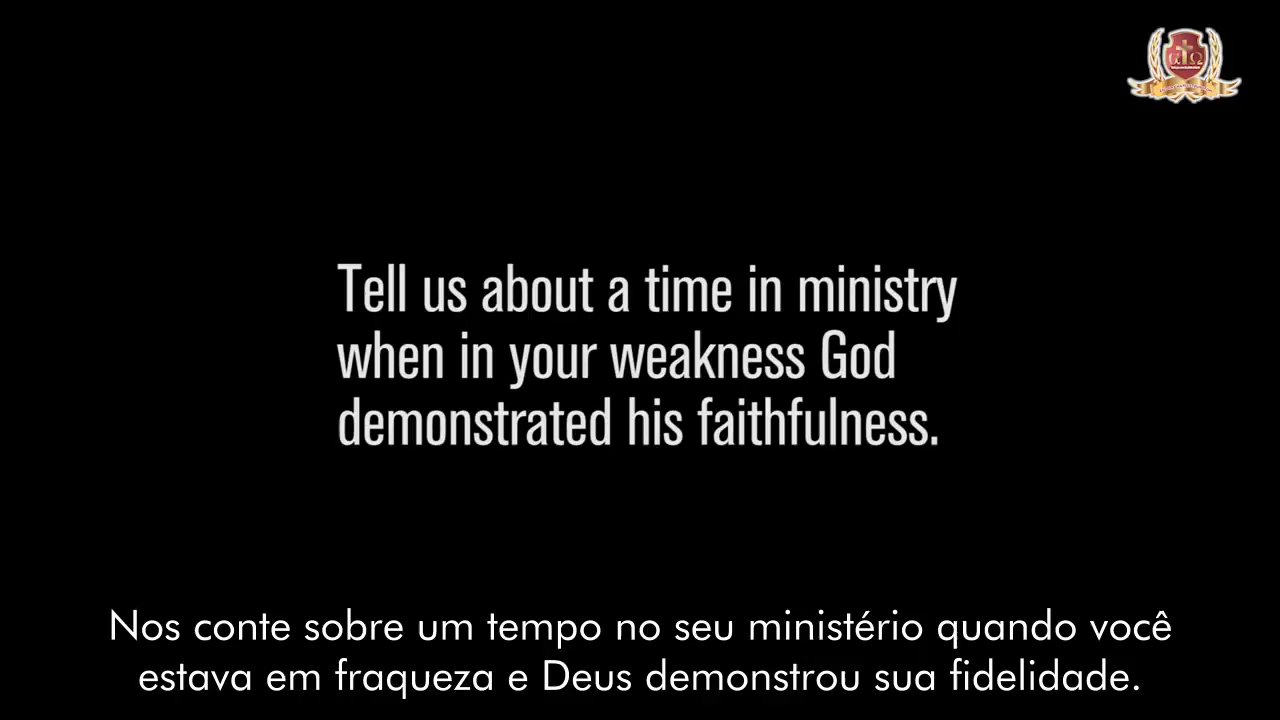 Tell us about a time in ministry
when in your weakness God
demonstrated his faithfulness.
Nos conte sobre um tempo no seu ministério quando você
estava em fraqueza e Deus demonstrou sua fidelidade.